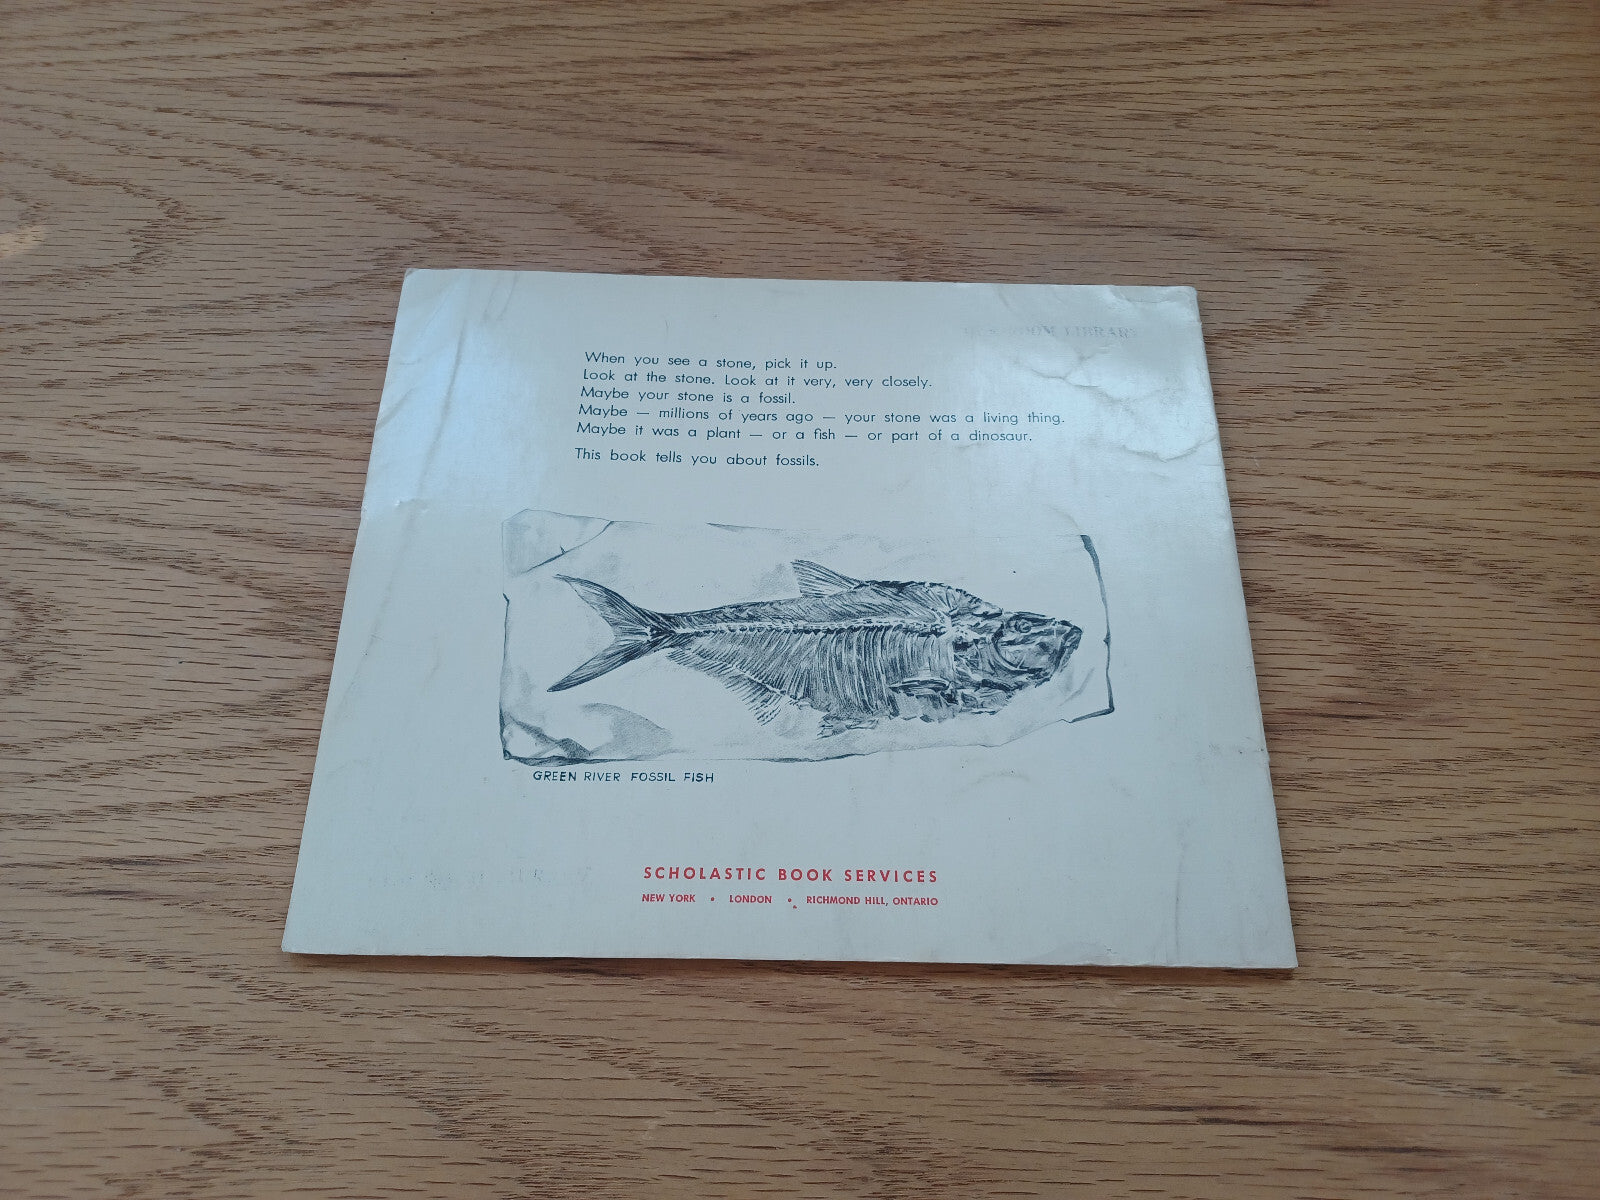 LIBRARY
When you see a stone, pick it up.
Look at the stone. Look at it very, very closely.
Maybe your stone is a fossil.
Maybe — millions of years ago — your stone was a living thing.
Maybe it was a plant — or a fish — or part of a dinosaur.
This book tells you about fossils.
GREEN RIVER FOSSIL FISH
SCHOLASTIC BOOK SERVICES
NEW YORK • LONDON • RICHMOND HILL, ONTARIO